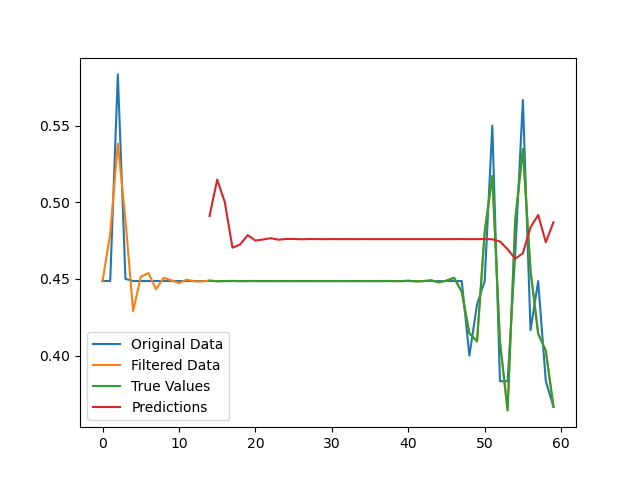 0.55
0.50
0.45
0.40
Original Data
Filtered Data
True Values
Predictions
0 10 20 30 40 50 60